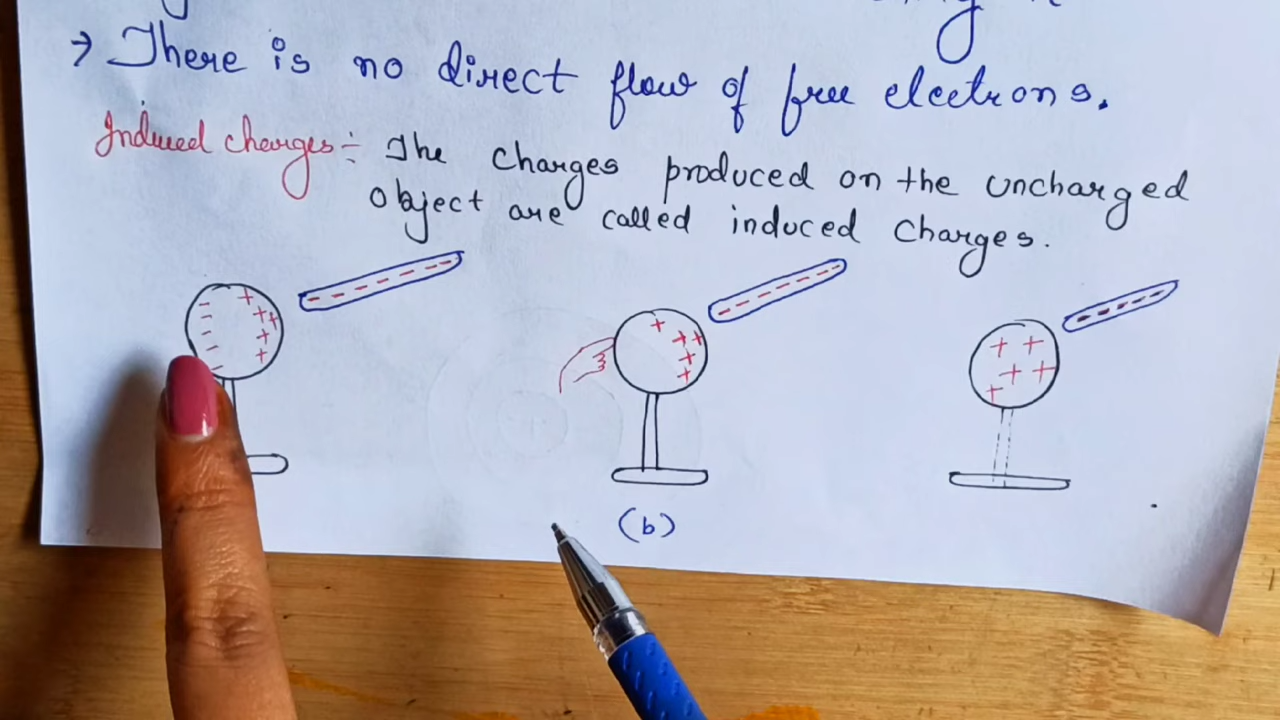 → There is no direct flow of free electrons.
Induced charges :- The charges produced on the uncharged
object are called induced charges.
(b)